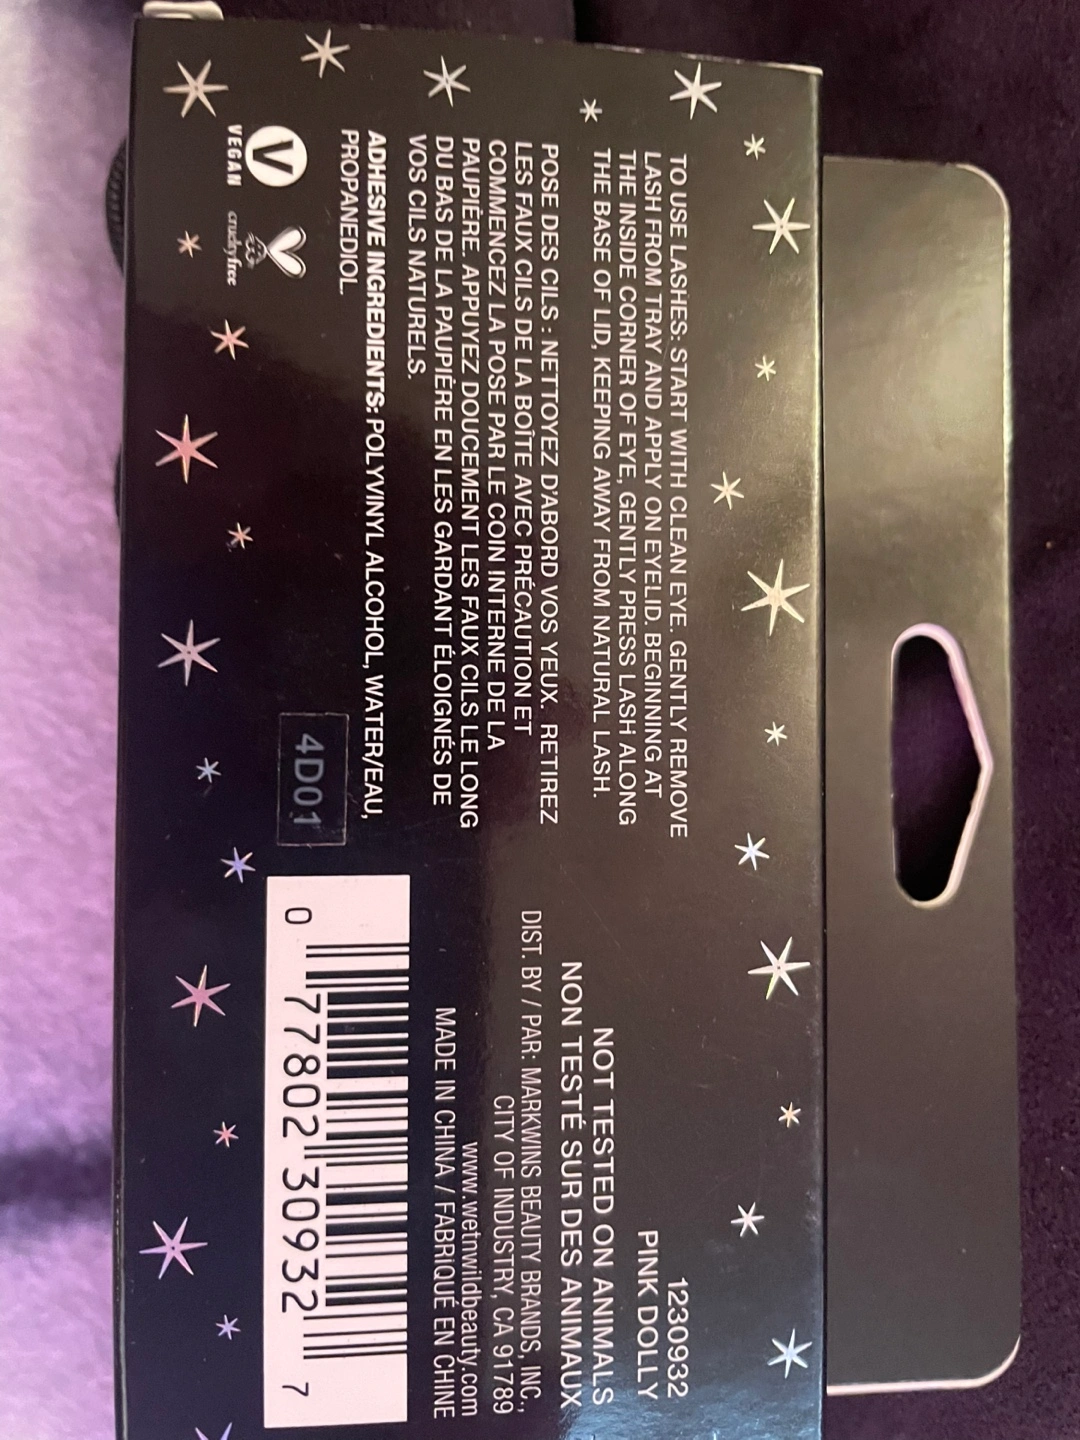 TO USE LASHES: START WITH CLEAN EYE. GENTLY REMOVE
LASH FROM TRAY AND APPLY ON EYELID. BEGINNING AT
THE INSIDE CORNER OF EYE, GENTLY PRESS LASH ALONG
THE BASE OF LID, KEEPING AWAY FROM NATURAL LASH.
POSE DES CILS : NETTOYEZ D'ABORD VOS YEUX. RETIREZ
LES FAUX CILS DE LA BOÎTE AVEC PRÉCAUTION ET
COMMENCEZ LA POSE PAR LE COIN INTERNE DE LA
PAUPIÈRE. APPUYEZ DOUCEMENT LES FAUX CILS LE LONG
DU BAS DE LA PAUPIÈRE EN LES GARDANT ÉLOIGNÉS DE
VOS CILS NATURELS.
ADHESIVE INGREDIENTS: POLYVINYL ALCOHOL, WATER/EAU,
PROPANEDIOL.
V
VEGAN
crueltyfree
4D01
1230932
PINK DOLLY
NOT TESTED ON ANIMALS
NON TESTÉ SUR DES ANIMAUX
DIST. BY / PAR: MARKWINS BEAUTY BRANDS, INC.,
CITY OF INDUSTRY, CA 91789
www.wetnwildbeauty.com
MADE IN CHINA / FABRIQUÉ EN CHINE
0 77802 30932 7